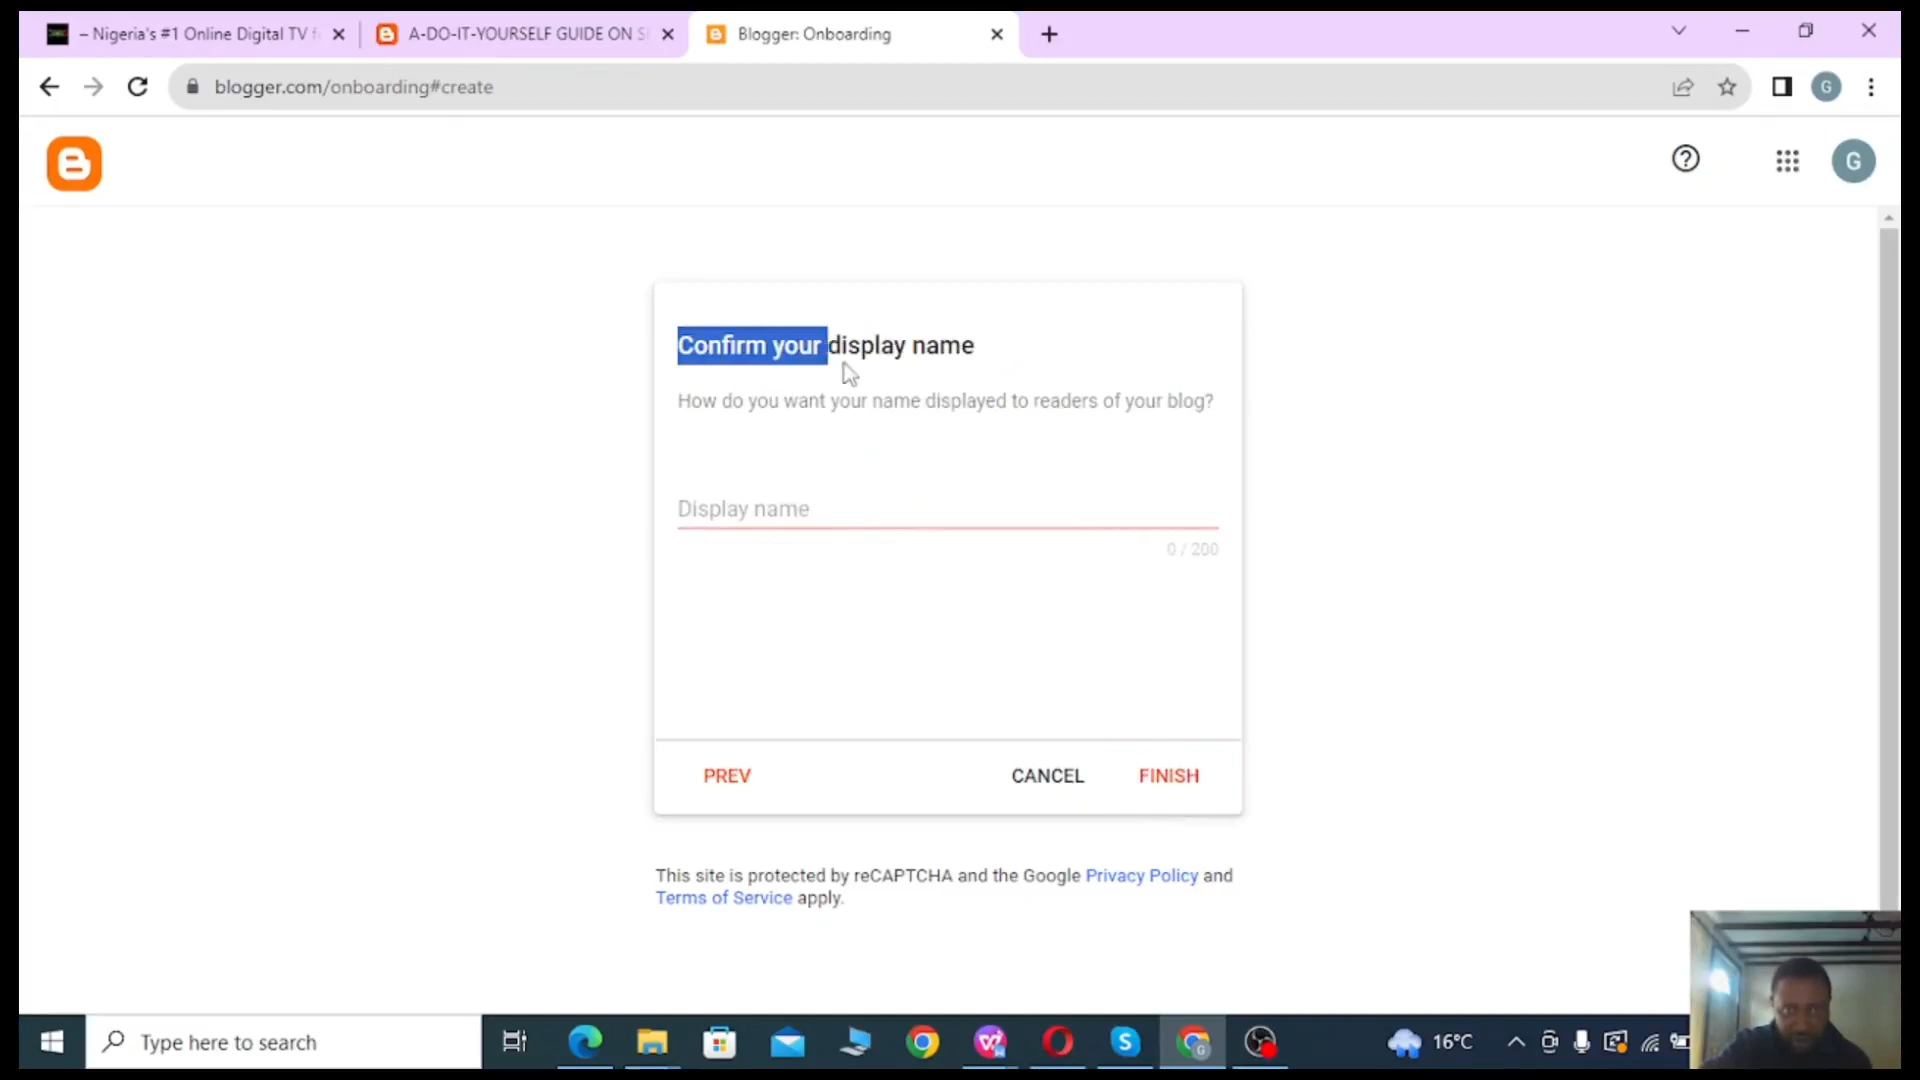 – Nigeria's #1 Online Digital TV f
A-DO-IT-YOURSELF GUIDE ON S
Blogger: Onboarding
blogger.com/onboarding#create
G
G
Confirm your display name
How do you want your name displayed to readers of your blog?
Display name
0 / 200
PREV
CANCEL
FINISH
This site is protected by reCAPTCHA and the Google Privacy Policy and
Terms of Service apply.
Type here to search
16°C